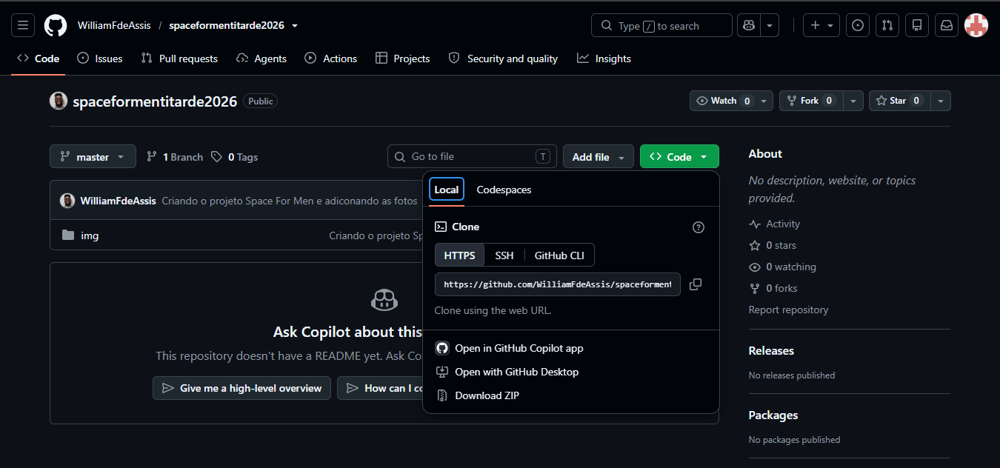 WilliamFdeAssis / spaceformentitarde2026
Type / to search
Code Issues Pull requests Agents Actions Projects Security and quality Insights
spaceformentitarde2026 Public
Watch 0 Fork 0 Star 0
master 1 Branch 0 Tags Go to file T Add file Code
WilliamFdeAssis Criando o projeto Space For Men e adiconando as fotos
img Criando o projeto Sp
Ask Copilot about this
This repository doesn't have a README yet. Ask Co
Give me a high-level overview How can I co
Local Codespaces
Clone
HTTPS SSH GitHub CLI
https://github.com/WilliamFdeAssis/spaceforment
Clone using the web URL.
Open in GitHub Copilot app
Open with GitHub Desktop
Download ZIP
About
No description, website, or topics
provided.
Activity
0 stars
0 watching
0 forks
Report repository
Releases
No releases published
Packages
No packages published